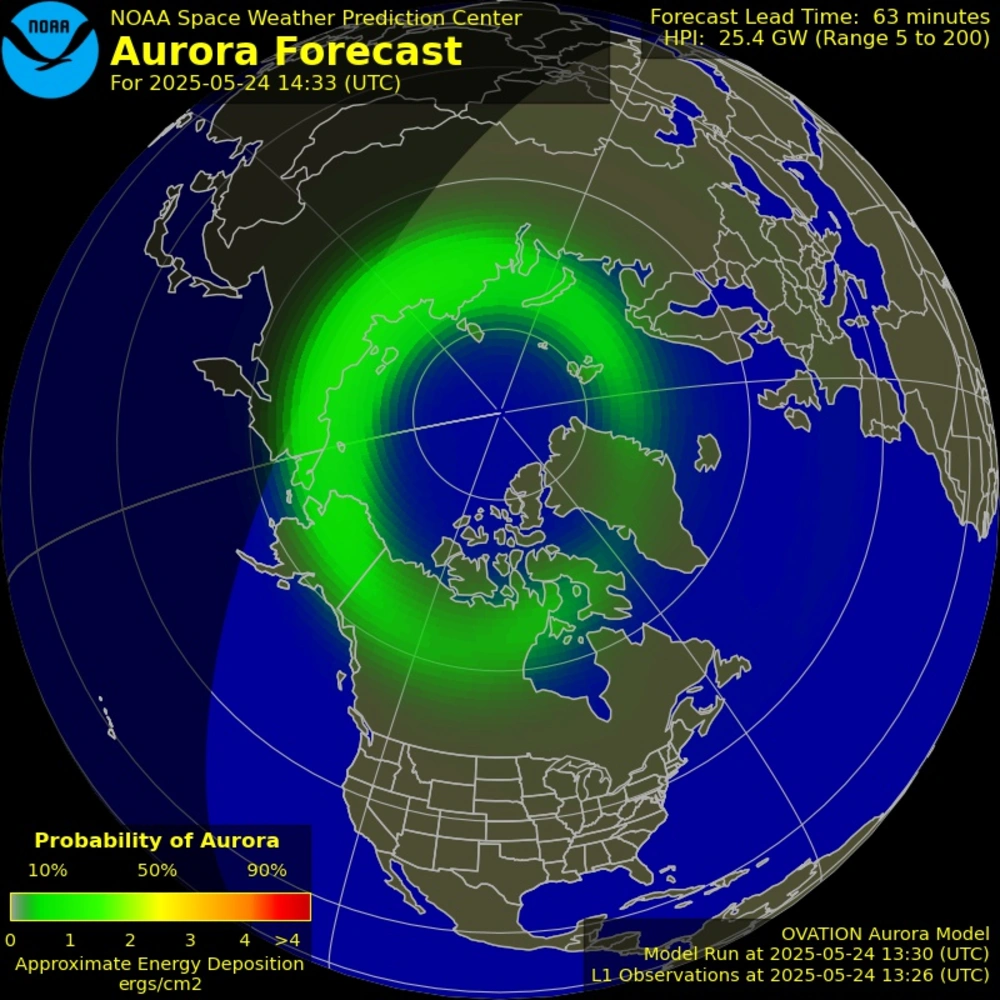 NOAA
NOAA Space Weather Prediction Center
Aurora Forecast
For 2025-05-24 14:33 (UTC)
Forecast Lead Time: 63 minutes
HPI: 25.4 GW (Range 5 to 200)
Probability of Aurora
10% 50% 90%
0 1 2 3 4 >4
Approximate Energy Deposition
ergs/cm2
OVATION Aurora Model
Model Run at 2025-05-24 13:30 (UTC)
L1 Observations at 2025-05-24 13:26 (UTC)